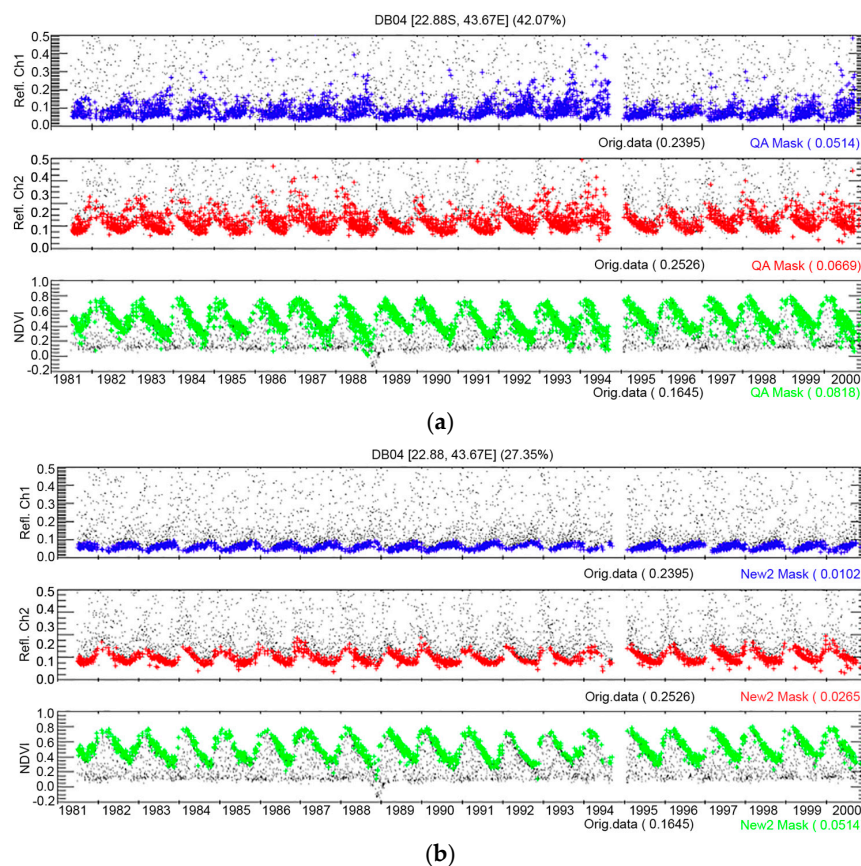 DB04 [22.88S, 43.67E] (42.07%)
Refl. Ch1
0.5
0.4
0.3
0.2
0.1
0.0
Orig.data (0.2395) QA Mask ( 0.0514)
Refl. Ch2
0.5
0.4
0.3
0.2
0.1
0.0
Orig.data ( 0.2526) QA Mask ( 0.0669)
NDVI
1.0
0.8
0.6
0.4
0.2
0.0
-0.2
1981 1982 1983 1984 1985 1986 1987 1988 1989 1990 1991 1992 1993 1994 1995 1996 1997 1998 1999 2000
Orig.data ( 0.1645) QA Mask ( 0.0818)
(a)
DB04 [22.88, 43.67E] (27.35%)
Refl. Ch1
0.5
0.4
0.3
0.2
0.1
0.0
Orig.data ( 0.2395) New2 Mask ( 0.0102
Refl. Ch2
0.5
0.4
0.3
0.2
0.1
0.0
Orig.data ( 0.2526) New2 Mask ( 0.0265
NDVI
1.0
0.8
0.6
0.4
0.2
0.0
-0.2
1981 1982 1983 1984 1985 1986 1987 1988 1989 1990 1991 1992 1993 1994 1995 1996 1997 1998 1999 2000
Orig.data ( 0.1645) New2 Mask ( 0.0514
(b)